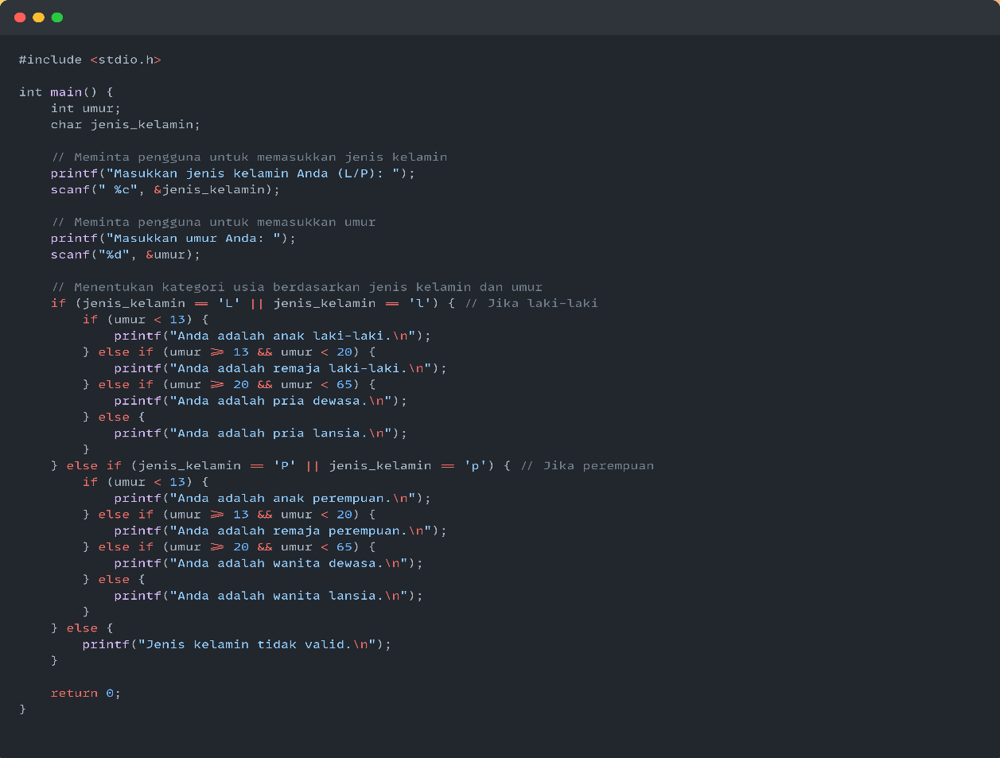 #include <stdio.h>

int main() {
    int umur;
    char jenis_kelamin;

    // Meminta pengguna untuk memasukkan jenis kelamin
    printf("Masukkan jenis kelamin Anda (L/P): ");
    scanf(" %c", &jenis_kelamin);

    // Meminta pengguna untuk memasukkan umur
    printf("Masukkan umur Anda: ");
    scanf("%d", &umur);

    // Menentukan kategori usia berdasarkan jenis kelamin dan umur
    if (jenis_kelamin == 'L' || jenis_kelamin == 'l') { // Jika laki-laki
        if (umur < 13) {
            printf("Anda adalah anak laki-laki.\n");
        } else if (umur >= 13 && umur < 20) {
            printf("Anda adalah remaja laki-laki.\n");
        } else if (umur >= 20 && umur < 65) {
            printf("Anda adalah pria dewasa.\n");
        } else {
            printf("Anda adalah pria lansia.\n");
        }
    } else if (jenis_kelamin == 'P' || jenis_kelamin == 'p') { // Jika perempuan
        if (umur < 13) {
            printf("Anda adalah anak perempuan.\n");
        } else if (umur >= 13 && umur < 20) {
            printf("Anda adalah remaja perempuan.\n");
        } else if (umur >= 20 && umur < 65) {
            printf("Anda adalah wanita dewasa.\n");
        } else {
            printf("Anda adalah wanita lansia.\n");
        }
    } else {
        printf("Jenis kelamin tidak valid.\n");
    }

    return 0;
}